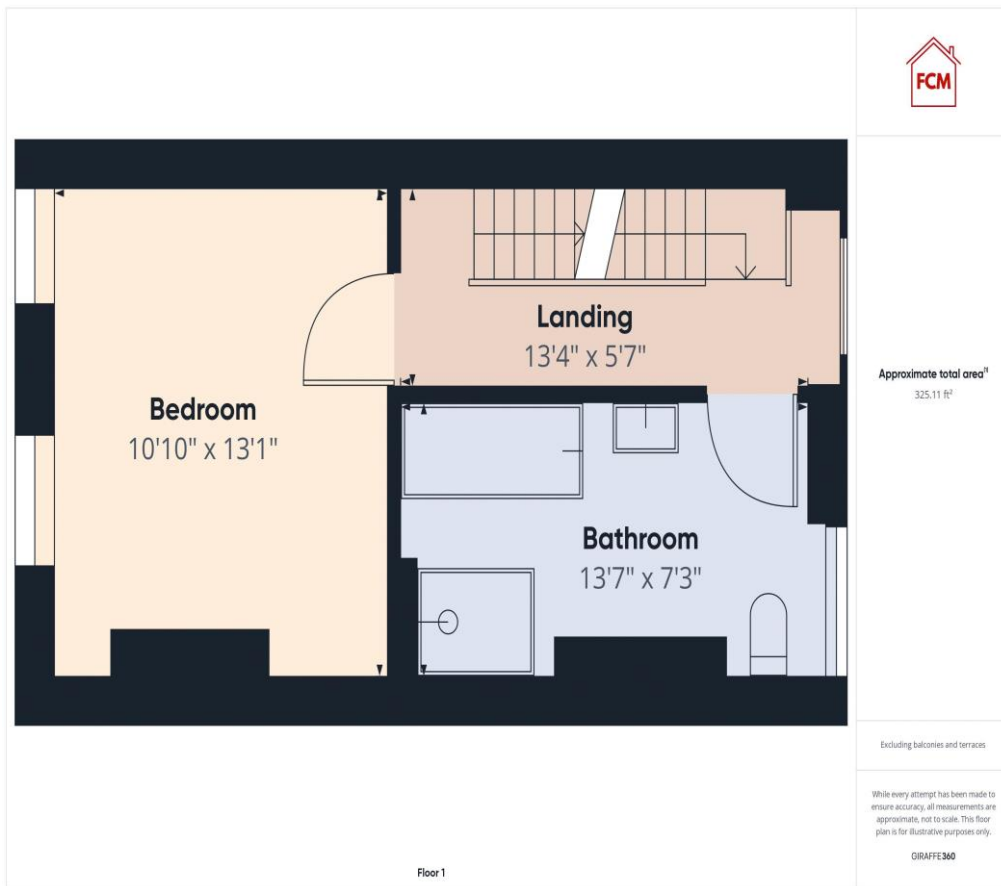 FCM
Landing
13'4" x 5'7"
Bedroom
10'10" x 13'1"
Bathroom
13'7" x 7'3"
Approximate total area
325.11 ft²
Excluding balconies and terraces
While every attempt has been made to
ensure accuracy, all measurements are
approximate, not to scale. This floor
plan is for illustrative purposes only.
GIRAFFE360
Floor 1